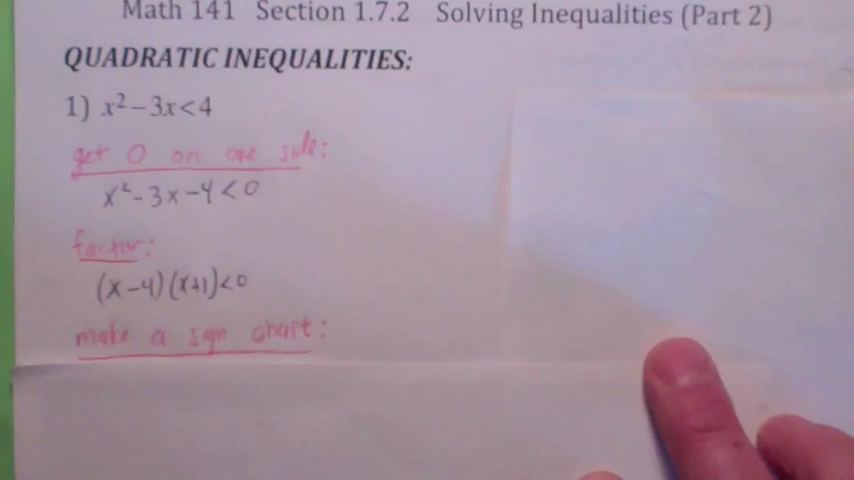 Math 141 Section 1.7.2 Solving Inequalities (Part 2)
QUADRATIC INEQUALITIES:
1) x² – 3x < 4
get 0 on one side:
x² - 3x - 4 < 0
factor:
(x - 4)(x+1) < 0
make a sign chart: